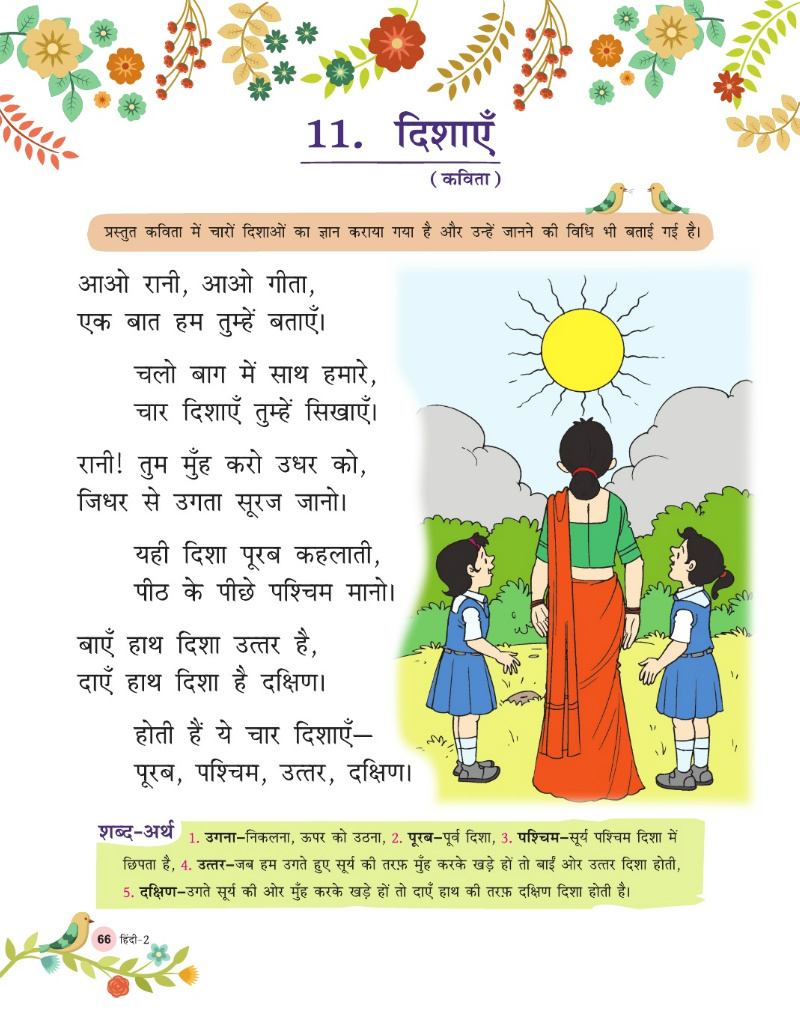 11. दिशाएँ
( कविता )
प्रस्तुत कविता में चारों दिशाओं का ज्ञान कराया गया है और उन्हें जानने की विधि भी बताई गई है।
आओ रानी, आओ गीता,
एक बात हम तुम्हें बताएँ।
चलो बाग में साथ हमारे,
चार दिशाएँ तुम्हें सिखाएँ।
रानी! तुम मुँह करो उधर को,
जिधर से उगता सूरज जानो।
यही दिशा पूरब कहलाती,
पीठ के पीछे पश्चिम मानो।
बाएँ हाथ दिशा उत्तर है,
दाएँ हाथ दिशा है दक्षिण।
होती हैं ये चार दिशाएँ–
पूरब, पश्चिम, उत्तर, दक्षिण।
शब्द-अर्थ 1. उगना–निकलना, ऊपर को उठना, 2. पूरब–पूर्व दिशा, 3. पश्चिम–सूर्य पश्चिम दिशा में
छिपता है, 4. उत्तर–जब हम उगते हुए सूर्य की तरफ़ मुँह करके खड़े हों तो बाईं ओर उत्तर दिशा होती,
5. दक्षिण–उगते सूर्य की ओर मुँह करके खड़े हों तो दाएँ हाथ की तरफ़ दक्षिण दिशा होती है।
66 हिंदी-2